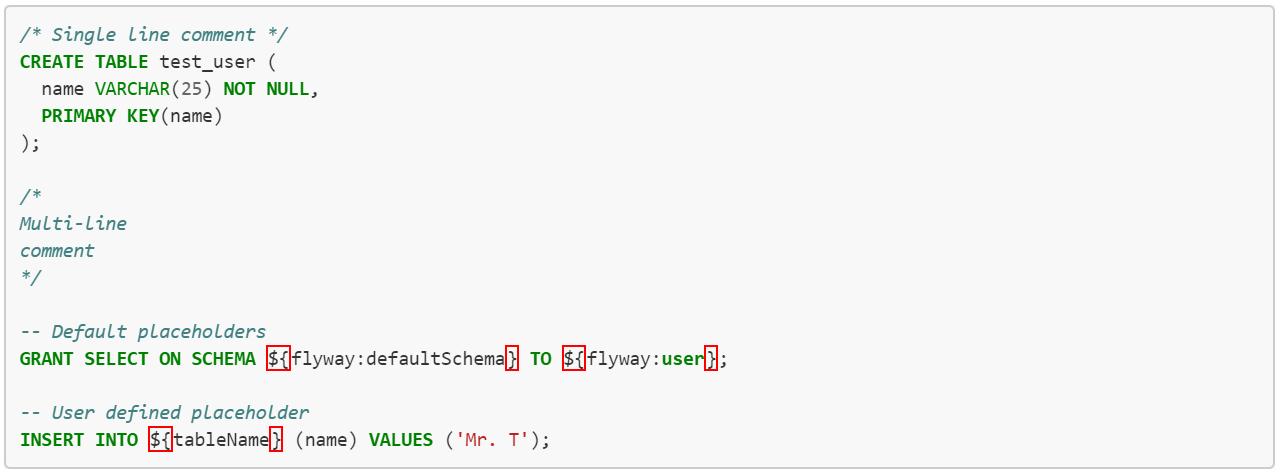 /* Single line comment */
CREATE TABLE test_user (
  name VARCHAR(25) NOT NULL,
  PRIMARY KEY(name)
);

/*
Multi-line
comment
*/

-- Default placeholders
GRANT SELECT ON SCHEMA ${flyway:defaultSchema} TO ${flyway:user};

-- User defined placeholder
INSERT INTO ${tableName} (name) VALUES ('Mr. T');